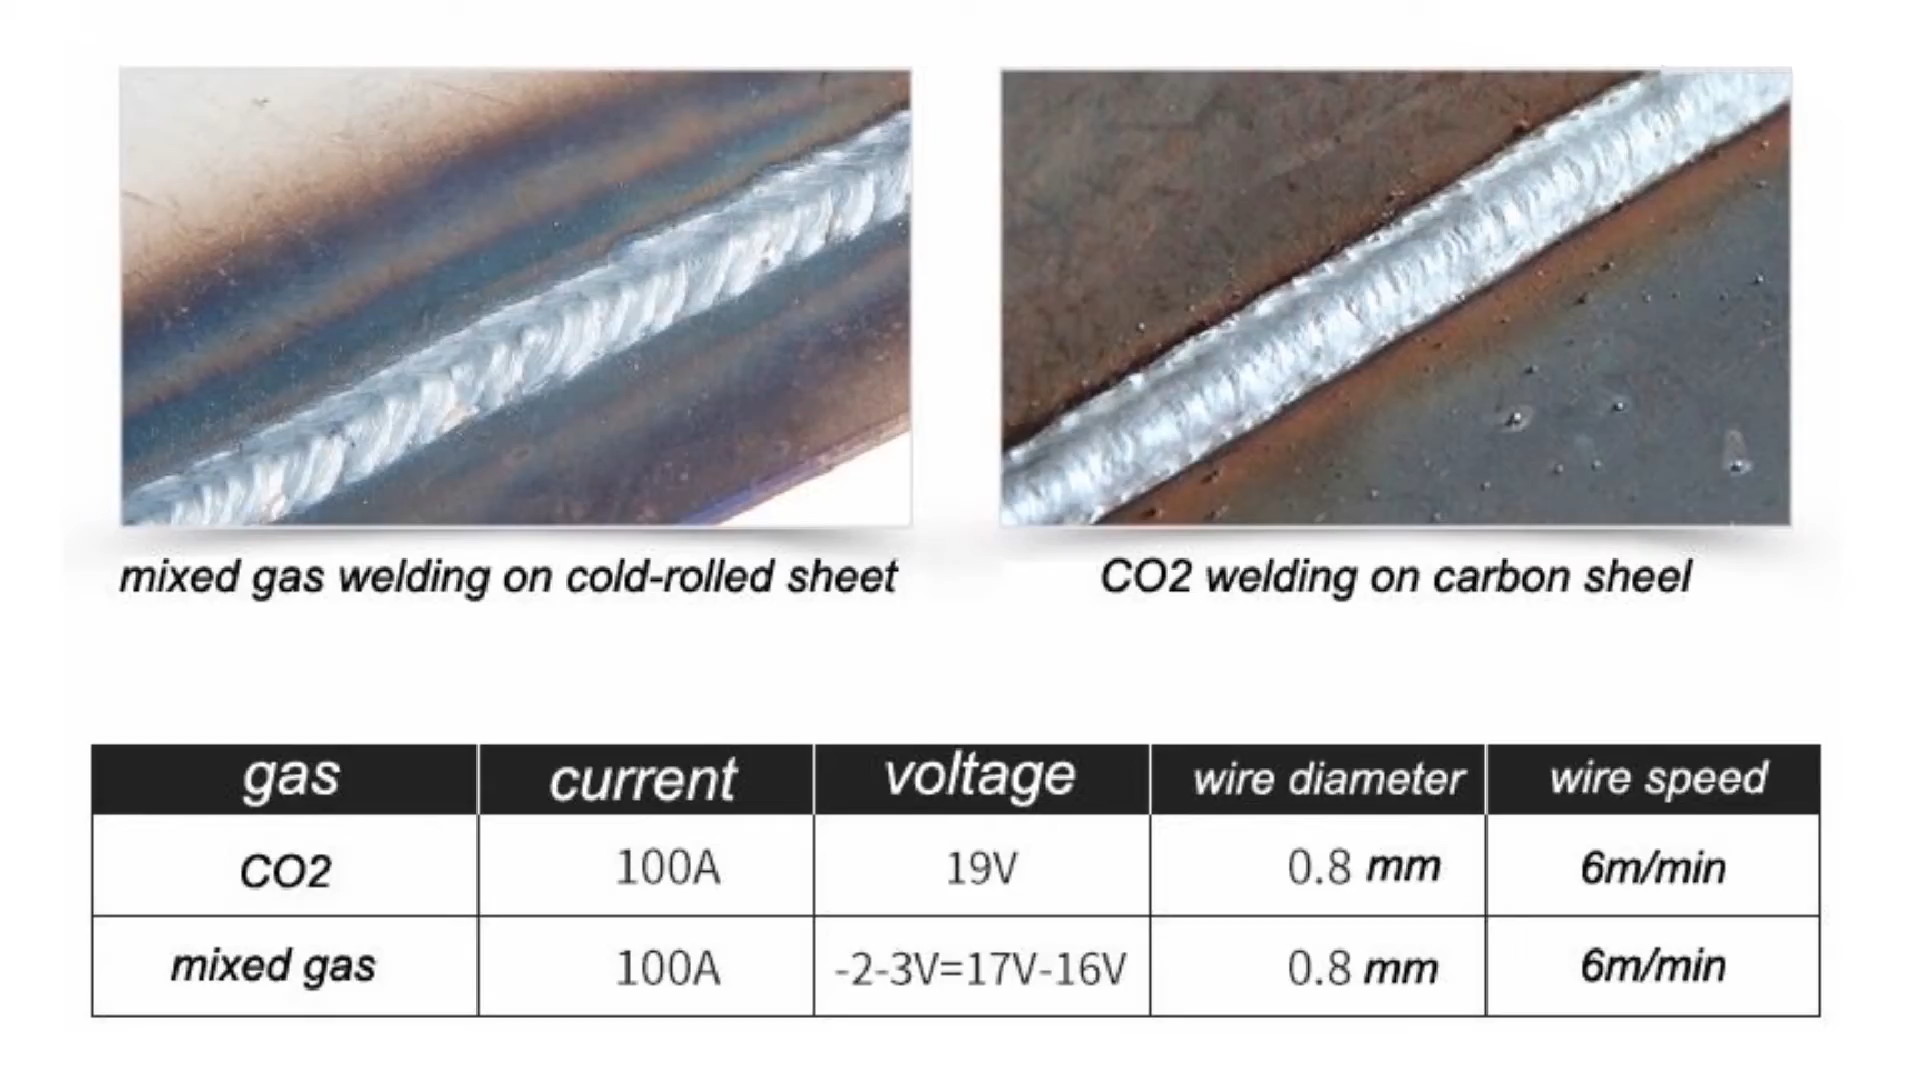 mixed gas welding on cold-rolled sheet
CO2 welding on carbon sheel
gas current voltage wire diameter wire speed
CO2 100A 19V 0.8 mm 6m/min
mixed gas 100A -2-3V=17V-16V 0.8 mm 6m/min